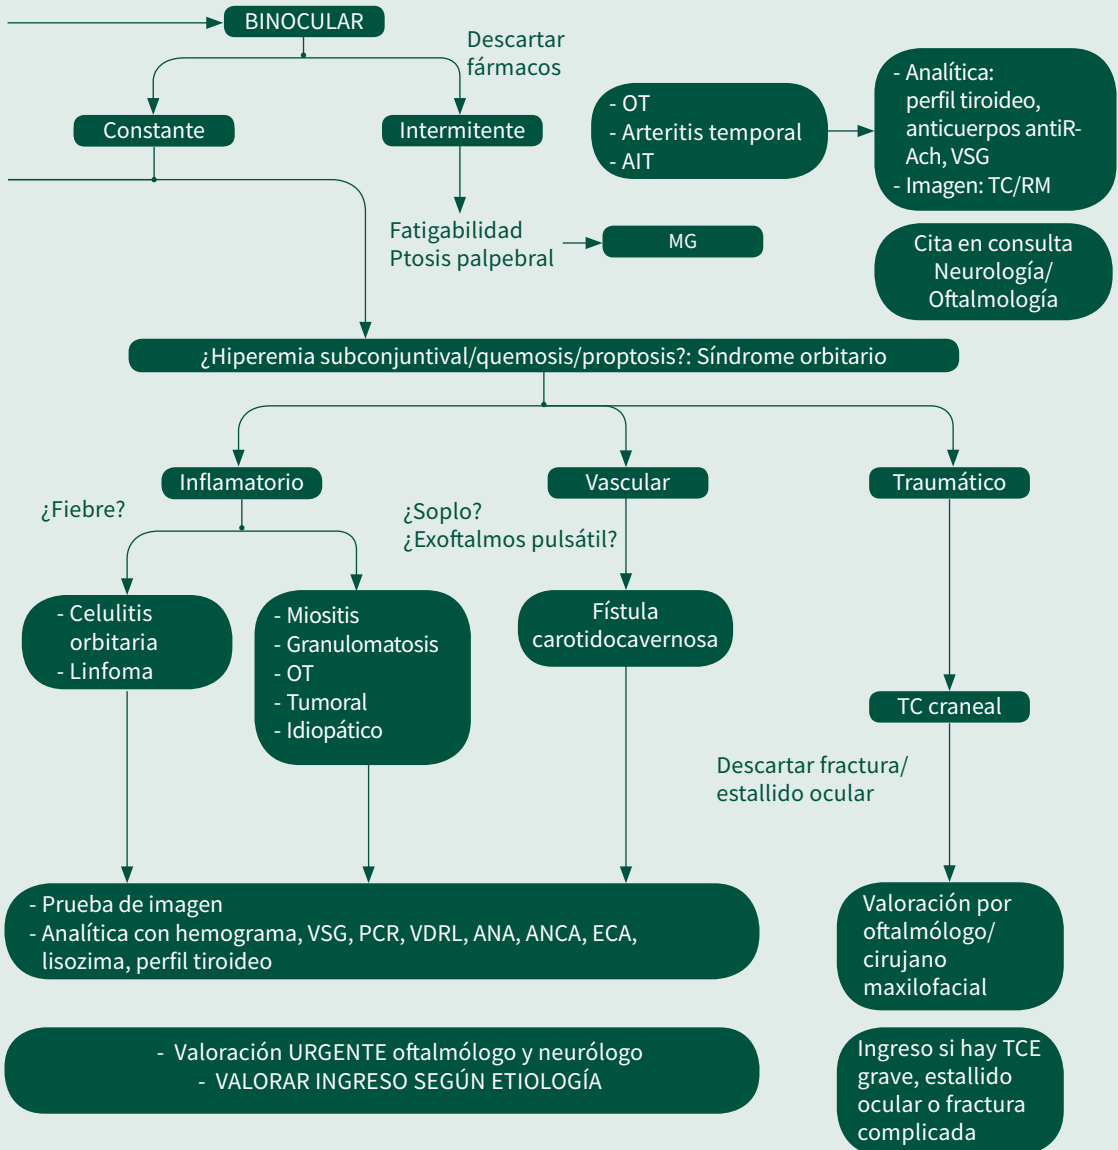 BINOCULAR
Descartar
fármacos
Constante
Intermitente
- OT
- Arteritis temporal
- AIT
- Analítica:
perfil tiroideo,
anticuerpos antiR-
Ach, VSG
- Imagen: TC/RM
Fatigabilidad
Ptosis palpebral
MG
Cita en consulta
Neurología/
Oftalmología
¿Hiperemia subconjuntival/quemosis/proptosis?: Síndrome orbitario
Inflamatorio
Vascular
Traumático
¿Fiebre?
¿Soplo?
¿Exoftalmos pulsátil?
- Celulitis
orbitaria
- Linfoma
- Miositis
- Granulomatosis
- OT
- Tumoral
- Idiopático
Fístula
carotidocavernosa
TC craneal
Descartar fractura/
estallido ocular
- Prueba de imagen
- Analítica con hemograma, VSG, PCR, VDRL, ANA, ANCA, ECA,
lisozima, perfil tiroideo
Valoración por
oftalmólogo/
cirujano
maxilofacial
- Valoración URGENTE oftalmólogo y neurólogo
- VALORAR INGRESO SEGÚN ETIOLOGÍA
Ingreso si hay TCE
grave, estallido
ocular o fractura
complicada